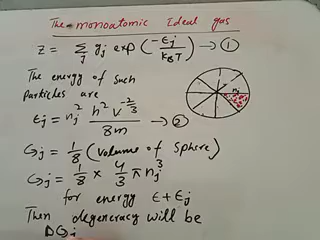 The monoatomic Ideal gas
Z = Σj gj exp (-εj / kBT) → ①
The energy of such
Particles are
εj = nj² h² v^-2/3 / 8m → ②
nj
Gj = 1/8 (volume of sphere)
Gj = 1/8 × 4/3 π nj³
for energy ε + εj
Then degeneracy will be
DGj